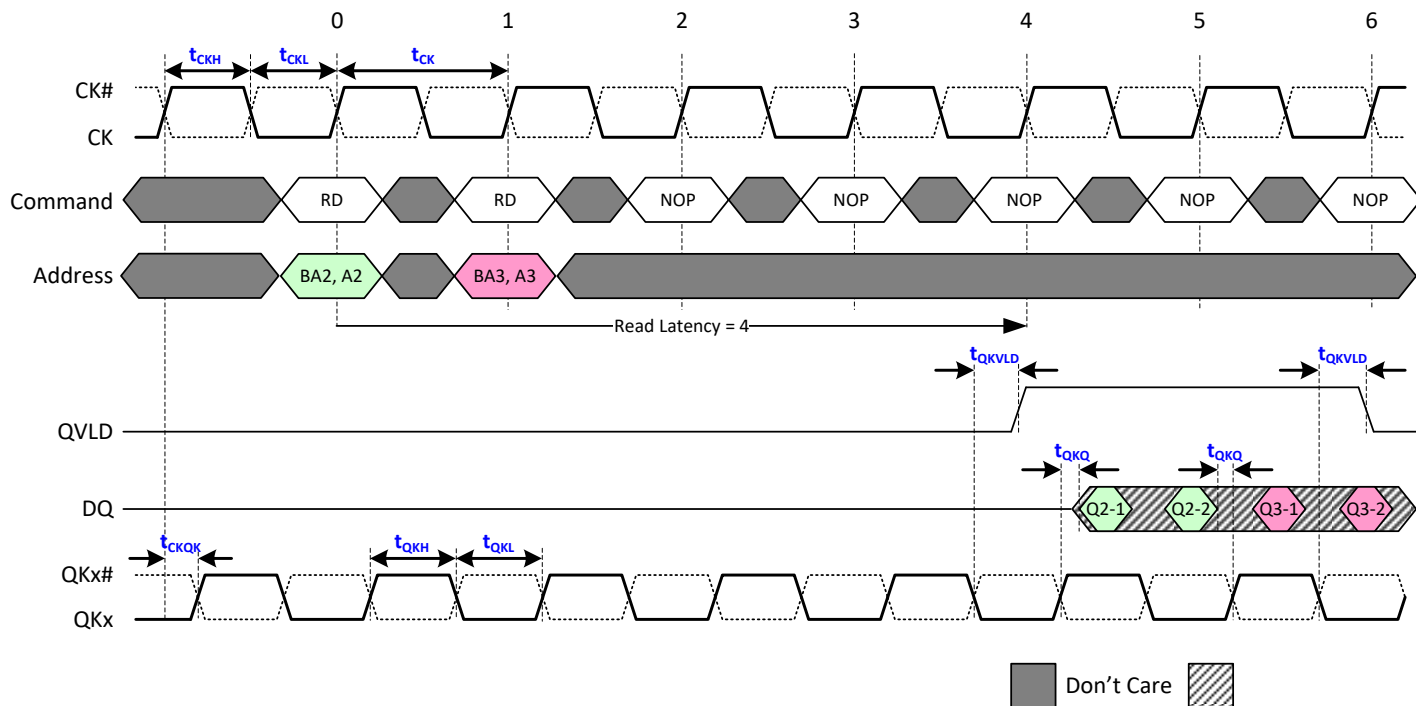 0 1 2 3 4 5 6
tCKH tCKL tCK
CK#
CK
Command RD RD NOP NOP NOP NOP NOP
Address BA2, A2 BA3, A3
Read Latency = 4
tQKVLD tQKVLD
QVLD
tQKQ tQKQ
DQ Q2-1 Q2-2 Q3-1 Q3-2
tCKQK tQKH tQKL
QKx#
QKx
Don't Care